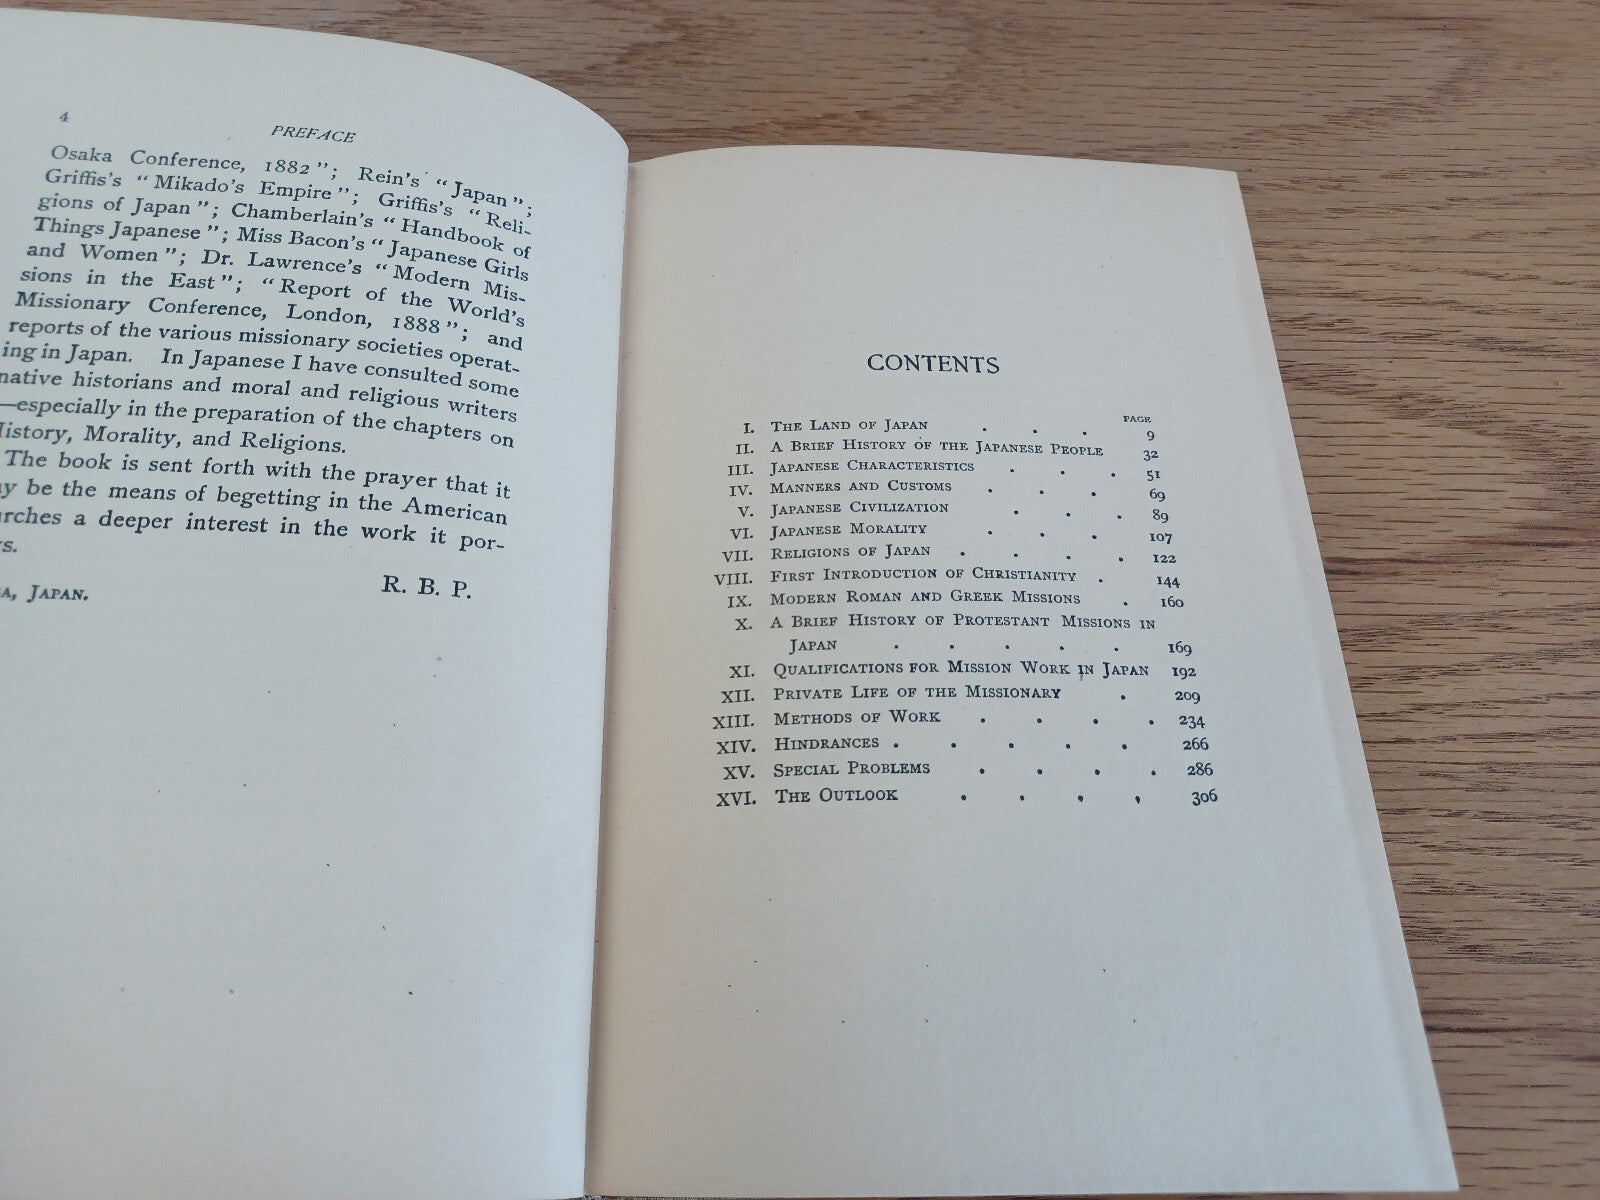 4
PREFACE
Osaka Conference, 1882"; Rein's "Japan";
Griffis's "Mikado's Empire"; Griffis's "Reli-
gions of Japan"; Chamberlain's "Handbook of
Things Japanese"; Miss Bacon's "Japanese Girls
and Women"; Dr. Lawrence's "Modern Mis-
sions in the East"; "Report of the World's
Missionary Conference, London, 1888"; and
reports of the various missionary societies operat-
ing in Japan. In Japanese I have consulted some
native historians and moral and religious writers
—especially in the preparation of the chapters on
History, Morality, and Religions.
The book is sent forth with the prayer that it
may be the means of begetting in the American
churches a deeper interest in the work it por-
R. B. P.
Japan.
CONTENTS
PAGE
I. The Land of Japan . . . 9
II. A Brief History of the Japanese People 32
III. Japanese Characteristics . . . 51
IV. Manners and Customs . . . 69
V. Japanese Civilization . . . 89
VI. Japanese Morality . . . 107
VII. Religions of Japan . . . . 122
VIII. First Introduction of Christianity . 144
IX. Modern Roman and Greek Missions . 160
X. A Brief History of Protestant Missions in
Japan . . . . . 169
XI. Qualifications for Mission Work in Japan 192
XII. Private Life of the Missionary . 209
XIII. Methods of Work . . . . 234
XIV. Hindrances . . . . . 266
XV. Special Problems . . . . 286
XVI. The Outlook . . . . 306